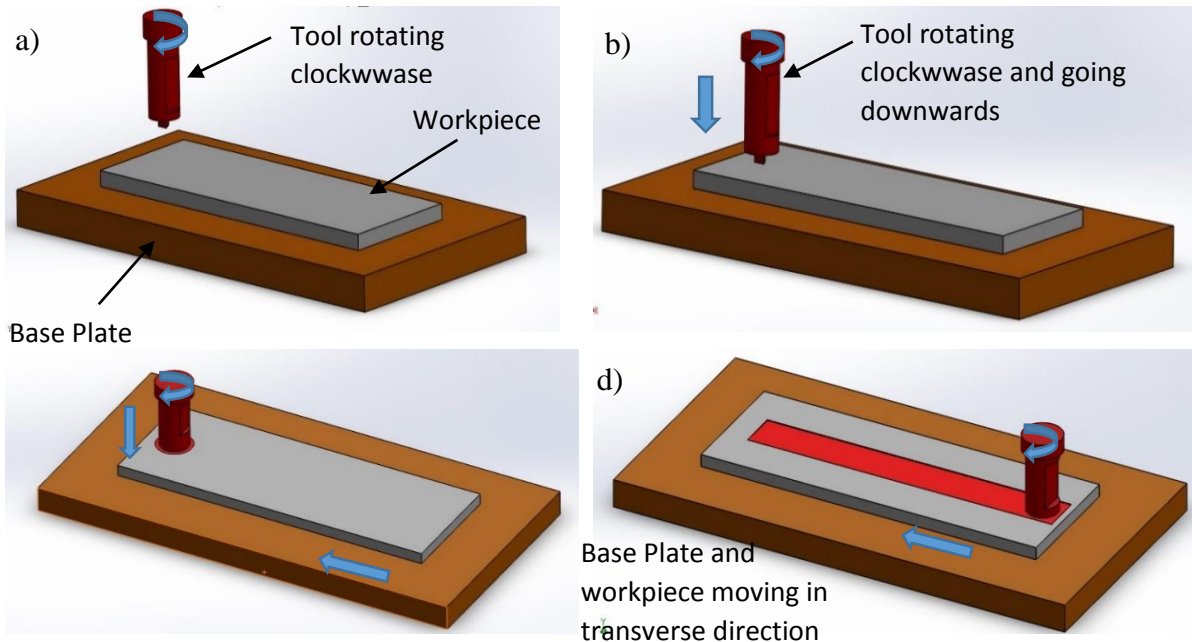 a)
Tool rotating
clockwwase
Workpiece
Base Plate
b)
Tool rotating
clockwwase and going
downwards
d)
Base Plate and
workpiece moving in
transverse direction